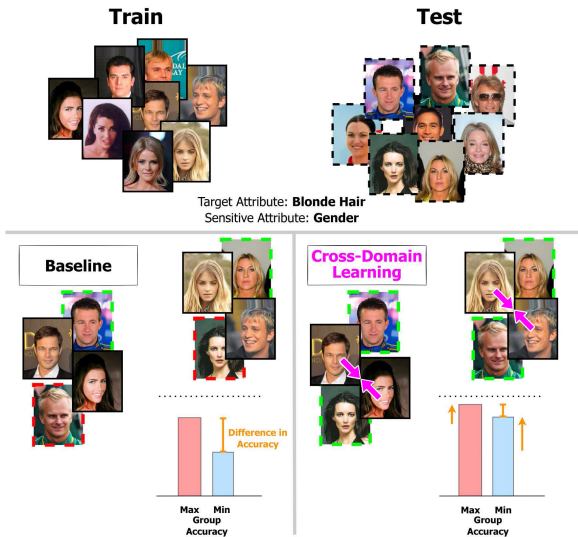 Train
Test
Target Attribute: Blonde Hair
Sensitive Attribute: Gender
Baseline
Difference in
Accuracy
Max
Min
Group
Accuracy
Cross-Domain
Learning
Max
Min
Group
Accuracy